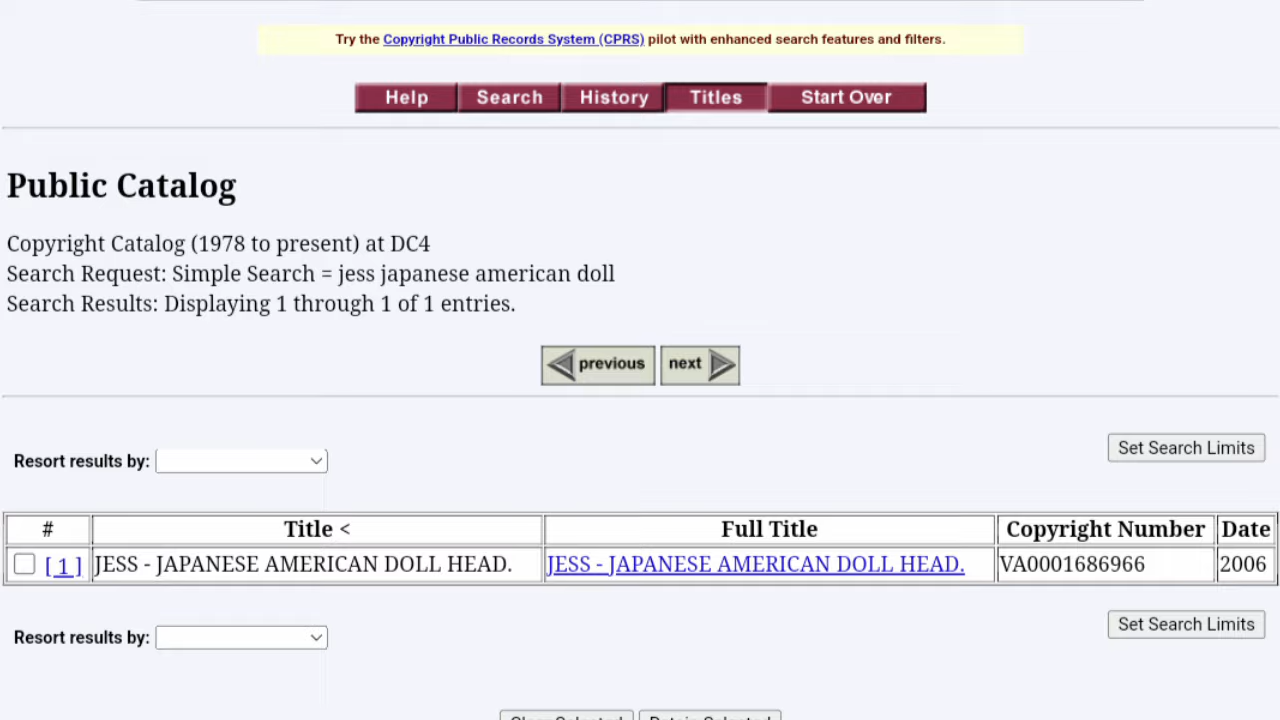 Try the Copyright Public Records System (CPRS) pilot with enhanced search features and filters.
Help Search History Titles Start Over
Public Catalog
Copyright Catalog (1978 to present) at DC4
Search Request: Simple Search = jess japanese american doll
Search Results: Displaying 1 through 1 of 1 entries.
previous next
Set Search Limits
Resort results by:
# Title < Full Title Copyright Number Date
[ 1 ] JESS - JAPANESE AMERICAN DOLL HEAD. JESS - JAPANESE AMERICAN DOLL HEAD. VA0001686966 2006
Set Search Limits
Resort results by:
Clear Selected Retain Selected